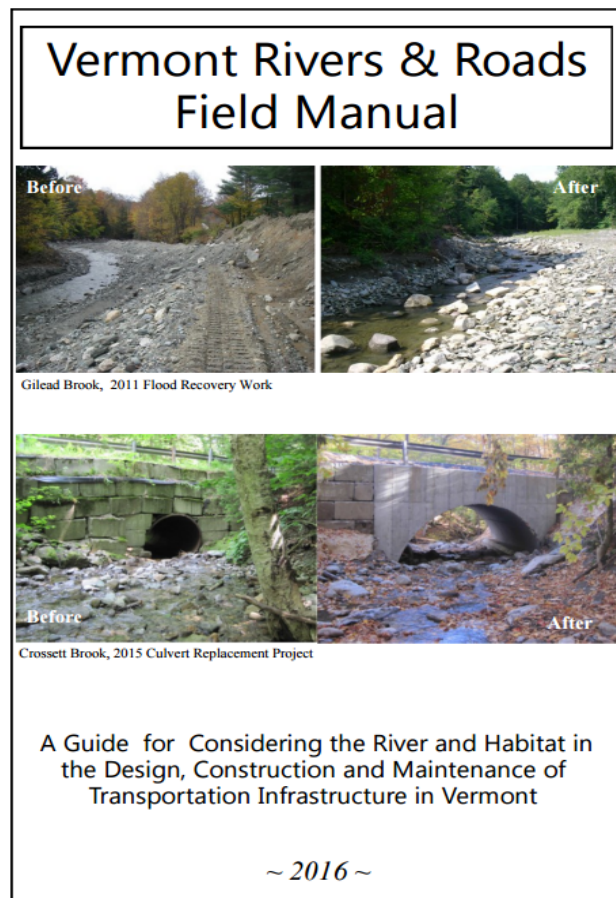 Vermont Rivers & Roads
Field Manual
Before
After
Gilead Brook, 2011 Flood Recovery Work
Before
After
Crossett Brook, 2015 Culvert Replacement Project
A Guide for Considering the River and Habitat in
the Design, Construction and Maintenance of
Transportation Infrastructure in Vermont
~ 2016 ~